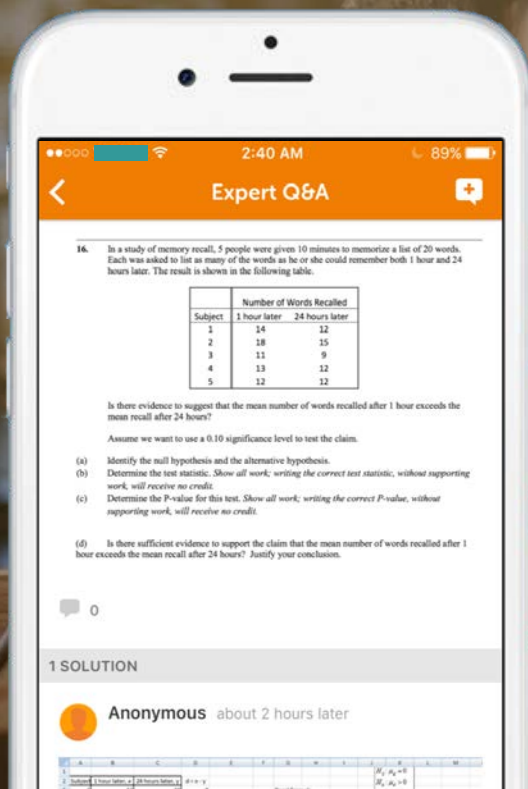 2:40 AM
89%
Expert Q&A
16. In a study of memory recall, 5 people were given 10 minutes to memorize a list of 20 words.
Each was asked to list as many of the words as he or she could remember both 1 hour and 24
hours later. The result is shown in the following table.
Number of Words Recalled
Subject 1 hour later 24 hours later
1 14 12
2 18 15
3 11 9
4 13 12
5 12 12
Is there evidence to suggest that the mean number of words recalled after 1 hour exceeds the
mean recall after 24 hours?
Assume we want to use a 0.10 significance level to test the claim.
(a) Identify the null hypothesis and the alternative hypothesis.
(b) Determine the test statistic. Show all work; writing the correct test statistic, without supporting
work, will receive no credit.
(c) Determine the P-value for this test. Show all work; writing the correct P-value, without
supporting work, will receive no credit.
(d) Is there sufficient evidence to support the claim that the mean number of words recalled after 1
hour exceeds the mean recall after 24 hours? Justify your conclusion.
0
1 SOLUTION
Anonymous about 2 hours later
Subject 1 hour later, x 24 hours later, y d=x-y